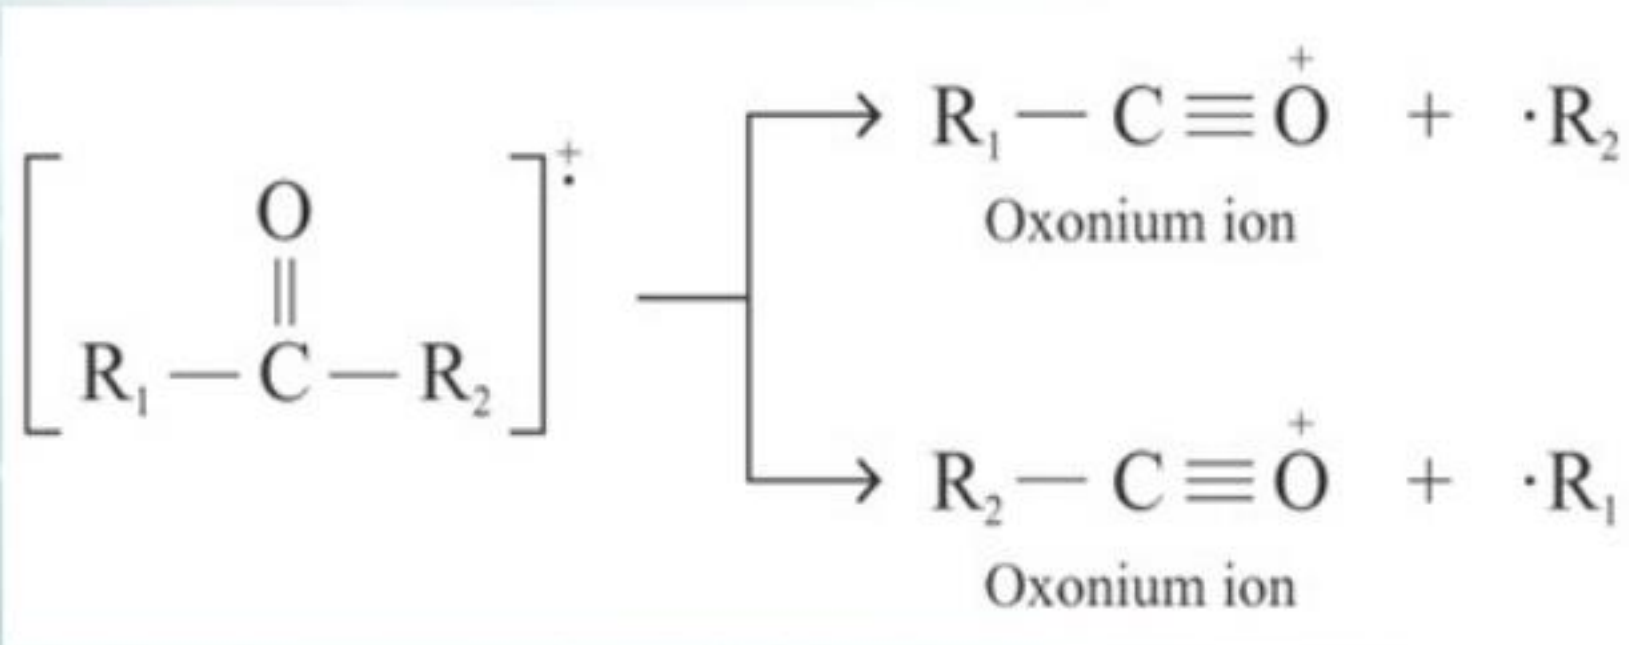 R₁ — C ≡ O⁺ + ·R₂
Oxonium ion
[R₁ — C(= O) — R₂]⁺·
R₂ — C ≡ O⁺ + ·R₁
Oxonium ion